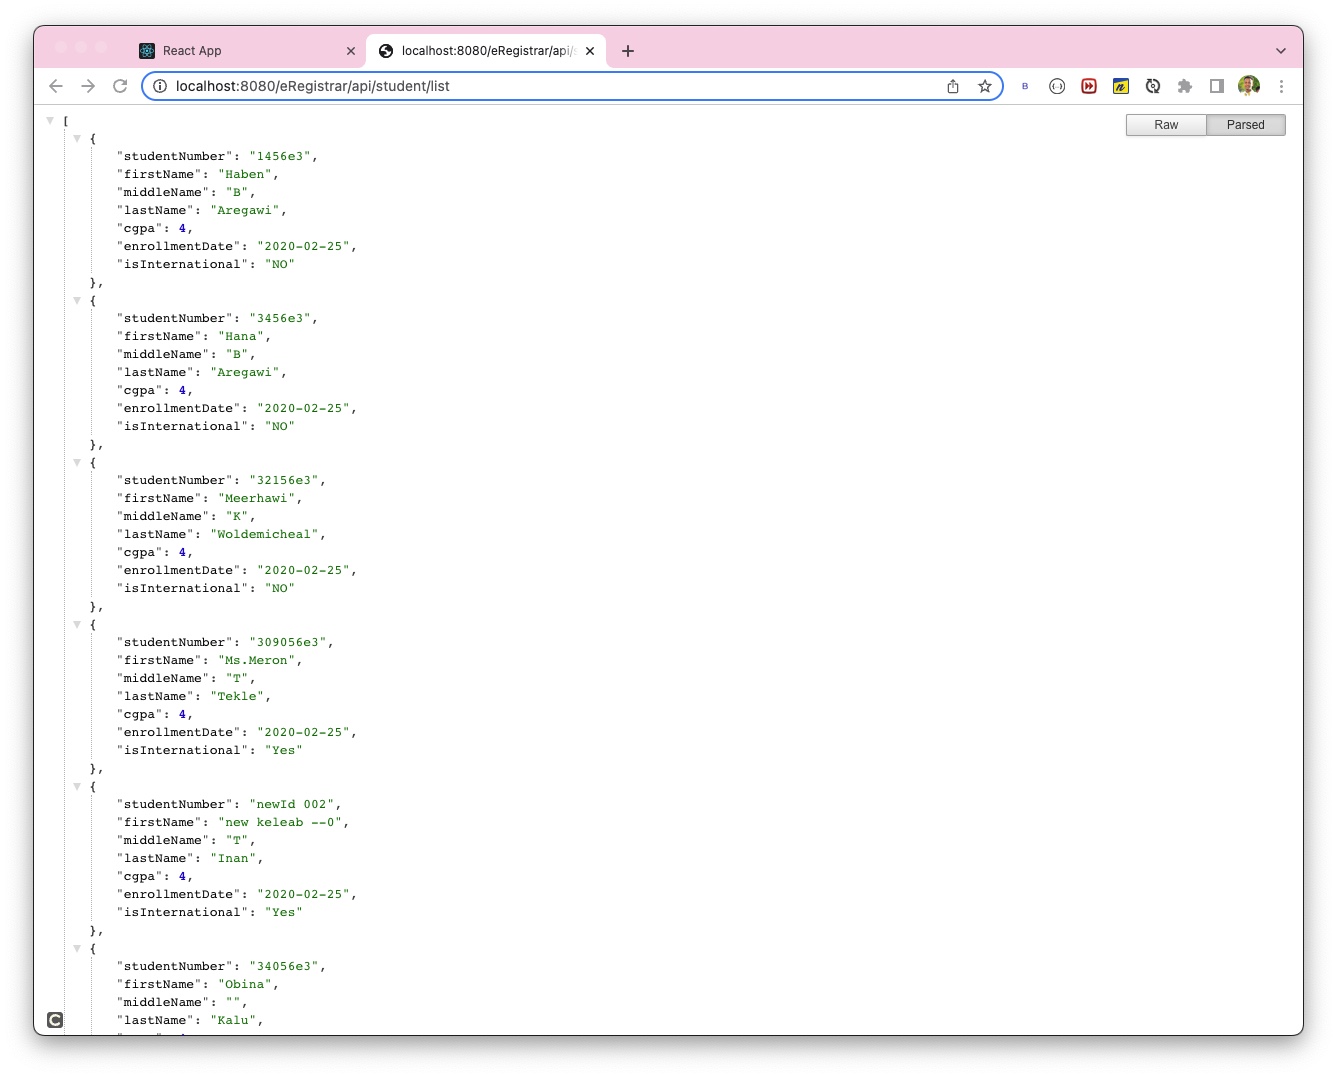 React App
localhost:8080/eRegistrar/api/s
localhost:8080/eRegistrar/api/student/list
Raw
Parsed
[
{
"studentNumber": "1456e3",
"firstName": "Haben",
"middleName": "B",
"lastName": "Aregawi",
"cgpa": 4,
"enrollmentDate": "2020-02-25",
"isInternational": "NO"
},
{
"studentNumber": "3456e3",
"firstName": "Hana",
"middleName": "B",
"lastName": "Aregawi",
"cgpa": 4,
"enrollmentDate": "2020-02-25",
"isInternational": "NO"
},
{
"studentNumber": "32156e3",
"firstName": "Meerhawi",
"middleName": "K",
"lastName": "Woldemicheal",
"cgpa": 4,
"enrollmentDate": "2020-02-25",
"isInternational": "NO"
},
{
"studentNumber": "309056e3",
"firstName": "Ms.Meron",
"middleName": "T",
"lastName": "Tekle",
"cgpa": 4,
"enrollmentDate": "2020-02-25",
"isInternational": "Yes"
},
{
"studentNumber": "newId 002",
"firstName": "new keleab --0",
"middleName": "T",
"lastName": "Inan",
"cgpa": 4,
"enrollmentDate": "2020-02-25",
"isInternational": "Yes"
},
{
"studentNumber": "34056e3",
"firstName": "Obina",
"middleName": "",
"lastName": "Kalu",